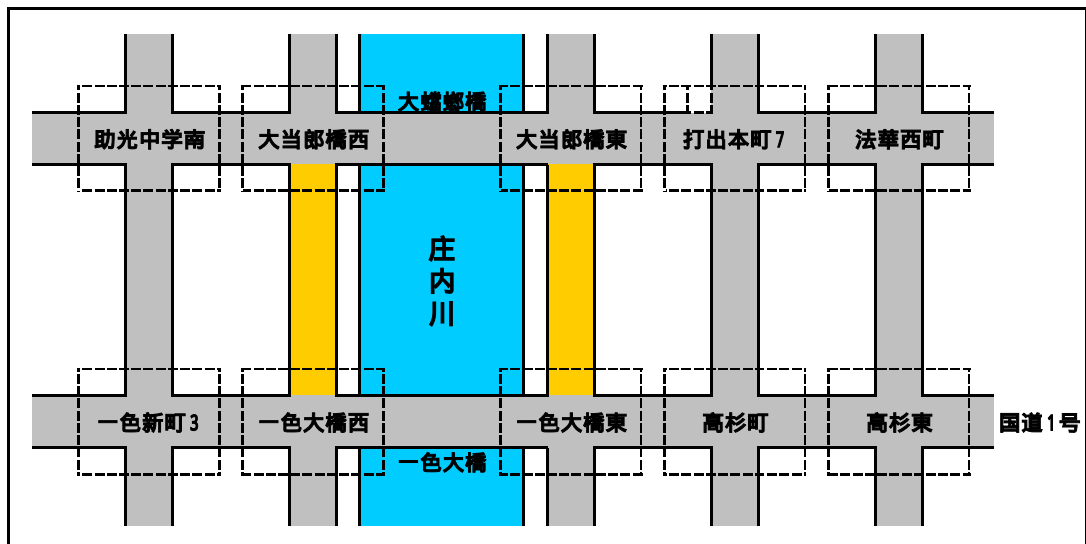 大蟷螂橋
助光中学南
大当郎橋西
大当郎橋東
打出本町7
法華西町
庄内川
一色新町3
一色大橋西
一色大橋東
高杉町
高杉東
国道1号
一色大橋